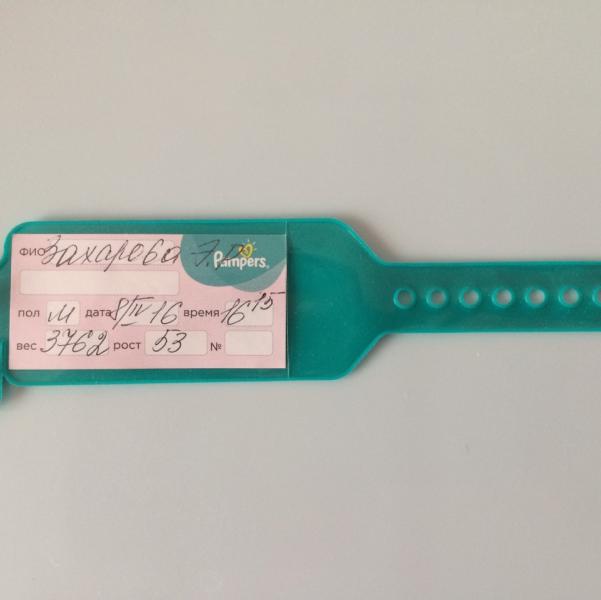 ФИО Захарова Э.
Pampers.
пол М дата 8/IV 16 время 16 15
вес 3762 рост 53 №